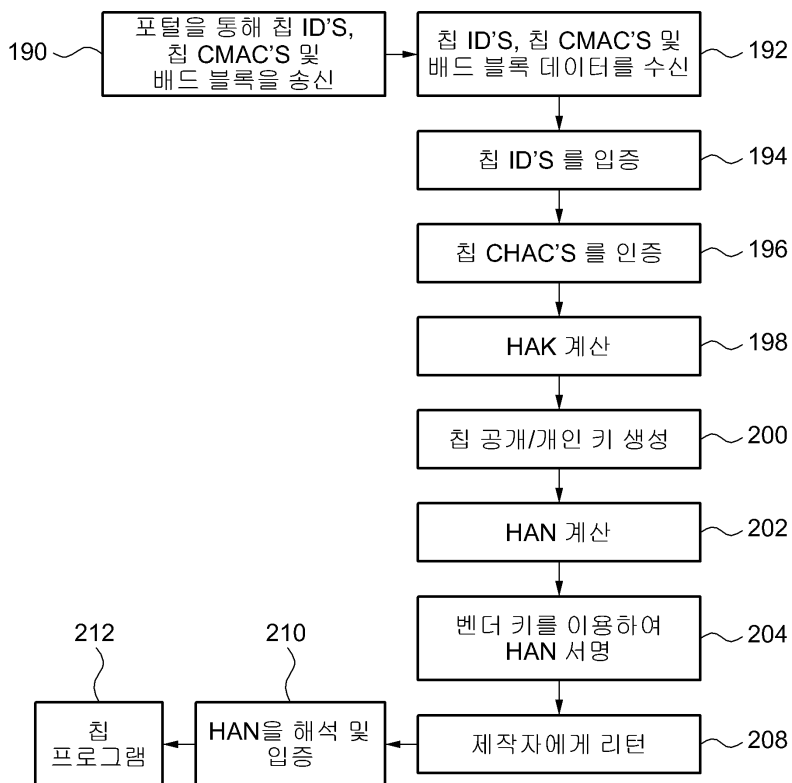 190
포털을 통해 칩 ID'S,
칩 CMAC'S 및
배드 블록을 송신
칩 ID'S, 칩 CMAC'S 및
배드 블록 데이터를 수신
192
칩 ID'S 를 입증
194
칩 CHAC'S 를 인증
196
HAK 계산
198
칩 공개/개인 키 생성
200
HAN 계산
202
벤더 키를 이용하여
HAN 서명
204
제작자에게 리턴
208
210
HAN을 해석 및
입증
212
칩
프로그램